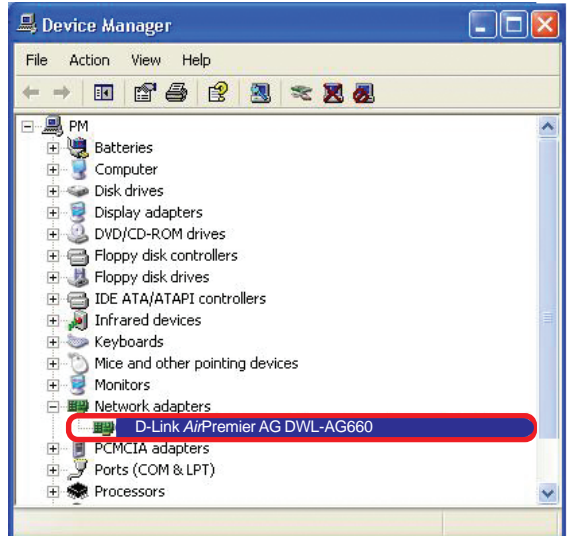 Device Manager
File Action View Help
PM
Batteries
Computer
Disk drives
Display adapters
DVD/CD-ROM drives
Floppy disk controllers
Floppy disk drives
IDE ATA/ATAPI controllers
Infrared devices
Keyboards
Mice and other pointing devices
Monitors
Network adapters
D-Link AirPremier AG DWL-AG660
PCMCIA adapters
Ports (COM & LPT)
Processors